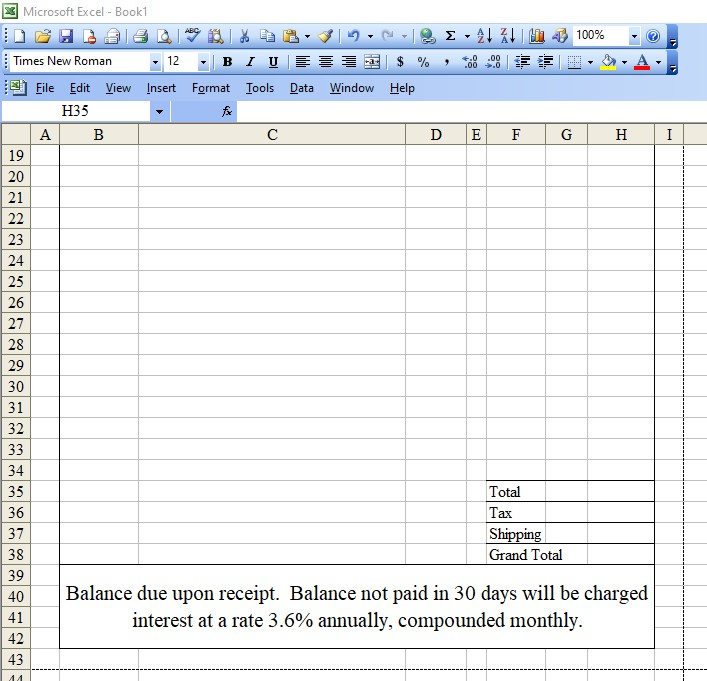 Microsoft Excel - Book1
ABC Σ A Z Z A 100% ?
Times New Roman 12 B I U $ % , .00 .00 A
File Edit View Insert Format Tools Data Window Help
H35 fx
A B C D E F G H I
19
20
21
22
23
24
25
26
27
28
29
30
31
32
33
34
35 Total
36 Tax
37 Shipping
38 Grand Total
39
40 Balance due upon receipt.  Balance not paid in 30 days will be charged
41 interest at a rate 3.6% annually, compounded monthly.
42
43
44